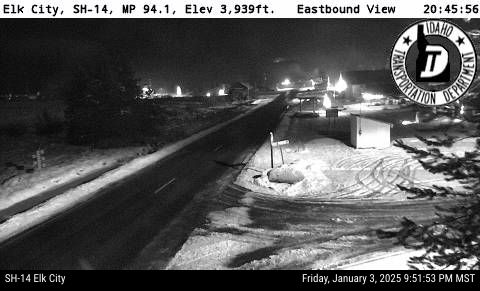 Elk City, SH-14, MP 94.1, Elev 3,939ft. Eastbound View 20:45:56
IDAHO
TRANSPORTATION DEPARTMENT
SH-14 Elk City Friday, January 3, 2025 9:51:53 PM MST